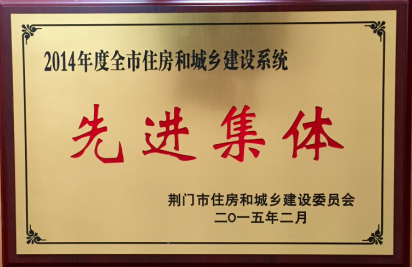 2014年度全市住房和城乡建设系统
先进集体
荆门市住房和城乡建设委员会
二〇一五年二月